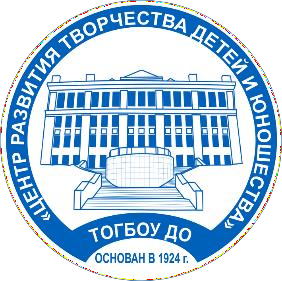 «ЦЕНТР РАЗВИТИЯ ТВОРЧЕСТВА ДЕТЕЙ И ЮНОШЕСТВА»
ТОГБОУ ДО
ОСНОВАН В 1924 г.